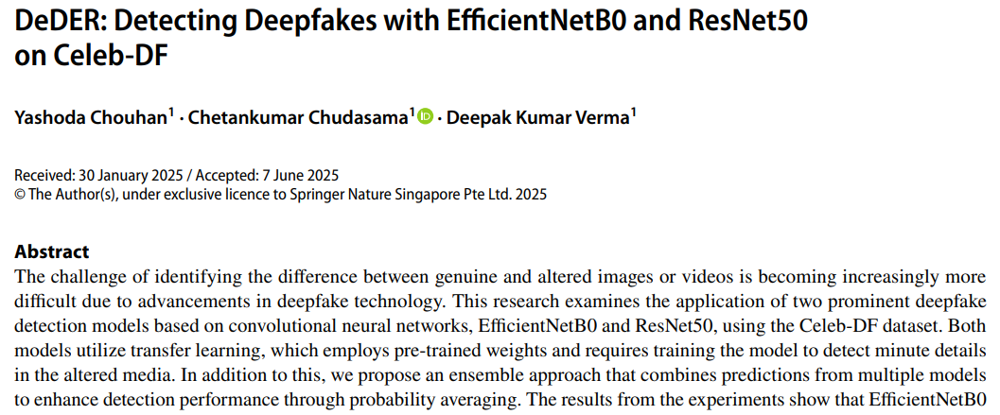 DeDER: Detecting Deepfakes with EfficientNetB0 and ResNet50
on Celeb-DF
Yashoda Chouhan1 · Chetankumar Chudasama1 iD · Deepak Kumar Verma1
Received: 30 January 2025 / Accepted: 7 June 2025
© The Author(s), under exclusive licence to Springer Nature Singapore Pte Ltd. 2025
Abstract
The challenge of identifying the difference between genuine and altered images or videos is becoming increasingly more
difficult due to advancements in deepfake technology. This research examines the application of two prominent deepfake
detection models based on convolutional neural networks, EfficientNetB0 and ResNet50, using the Celeb-DF dataset. Both
models utilize transfer learning, which employs pre-trained weights and requires training the model to detect minute details
in the altered media. In addition to this, we propose an ensemble approach that combines predictions from multiple models
to enhance detection performance through probability averaging. The results from the experiments show that EfficientNetB0